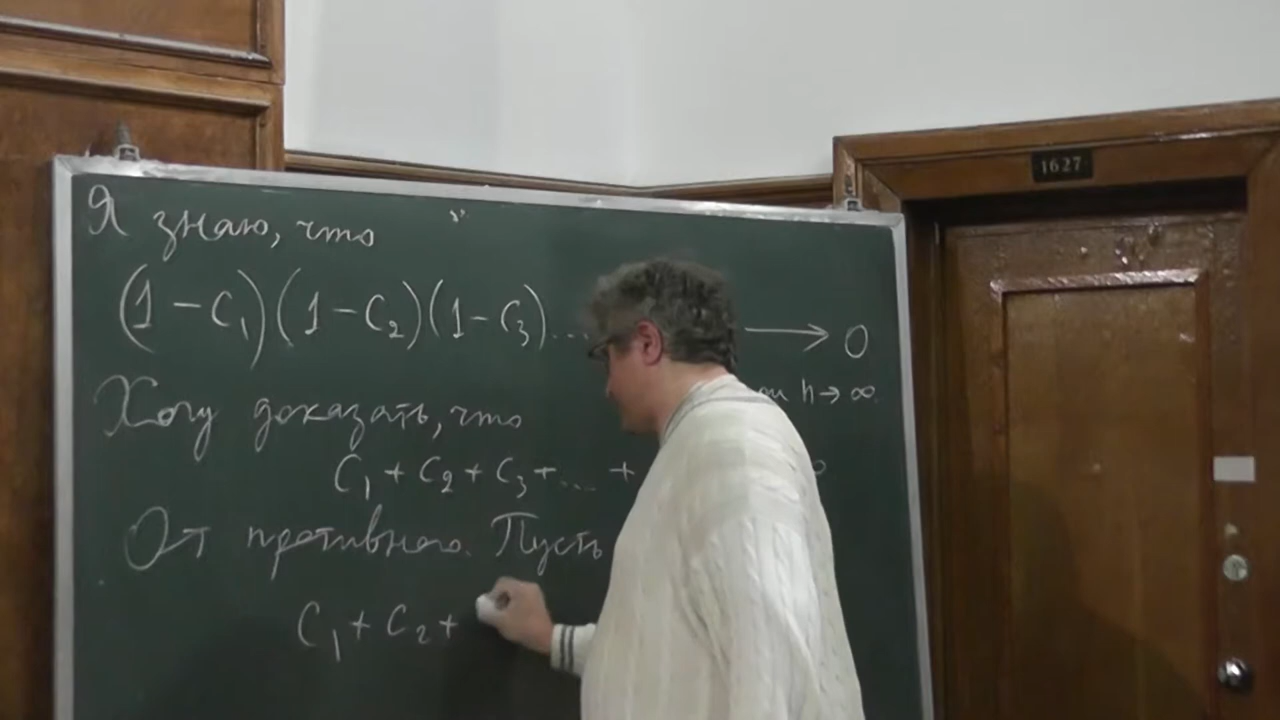 1627
Я знаю, что
(1 - C₁)(1 - C₂)(1 - C₃)... → 0
n → ∞
Хочу доказать, что
C₁ + C₂ + C₃ + ... +
От противного. Пусть
C₁ + C₂ +